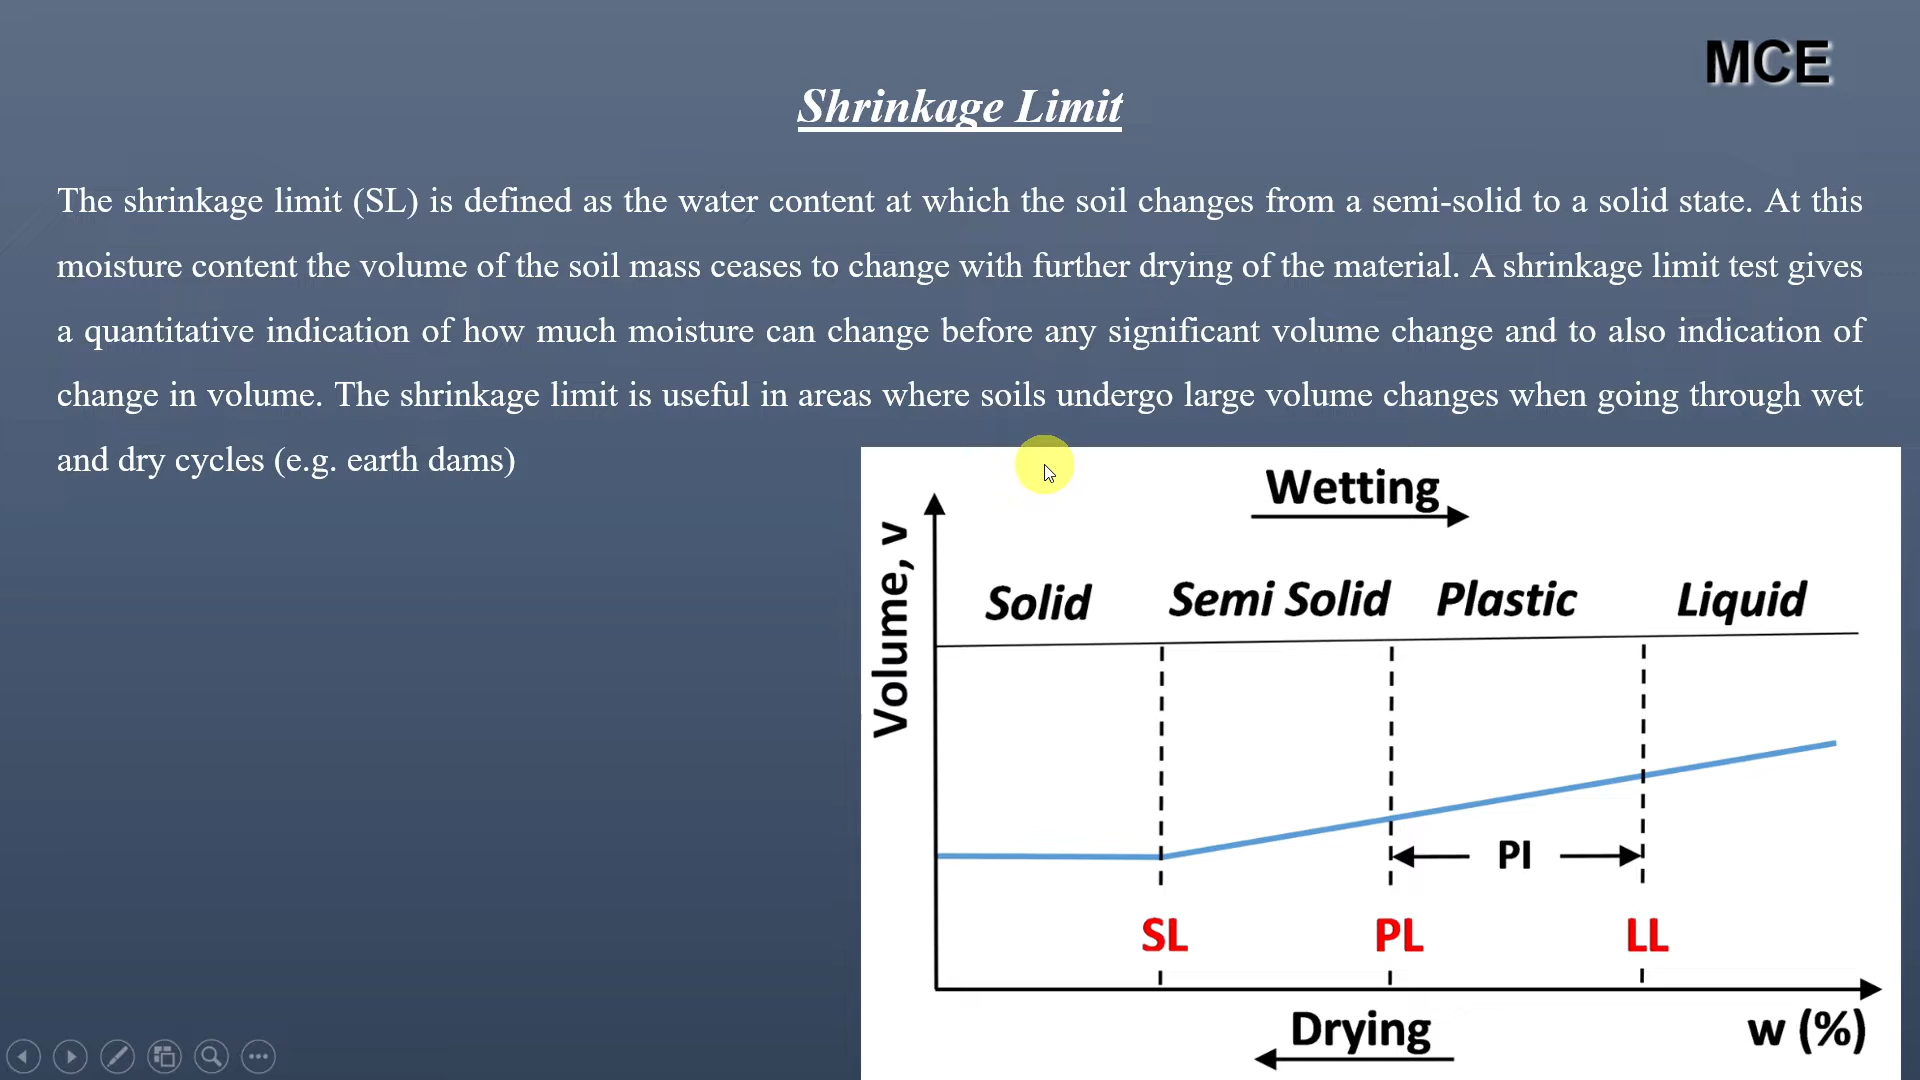 MCE
Shrinkage Limit
The shrinkage limit (SL) is defined as the water content at which the soil changes from a semi-solid to a solid state. At this
moisture content the volume of the soil mass ceases to change with further drying of the material. A shrinkage limit test gives
a quantitative indication of how much moisture can change before any significant volume change and to also indication of
change in volume. The shrinkage limit is useful in areas where soils undergo large volume changes when going through wet
and dry cycles (e.g. earth dams)
Wetting
Volume, v
Solid Semi Solid Plastic Liquid
PI
SL PL LL
Drying
w (%)